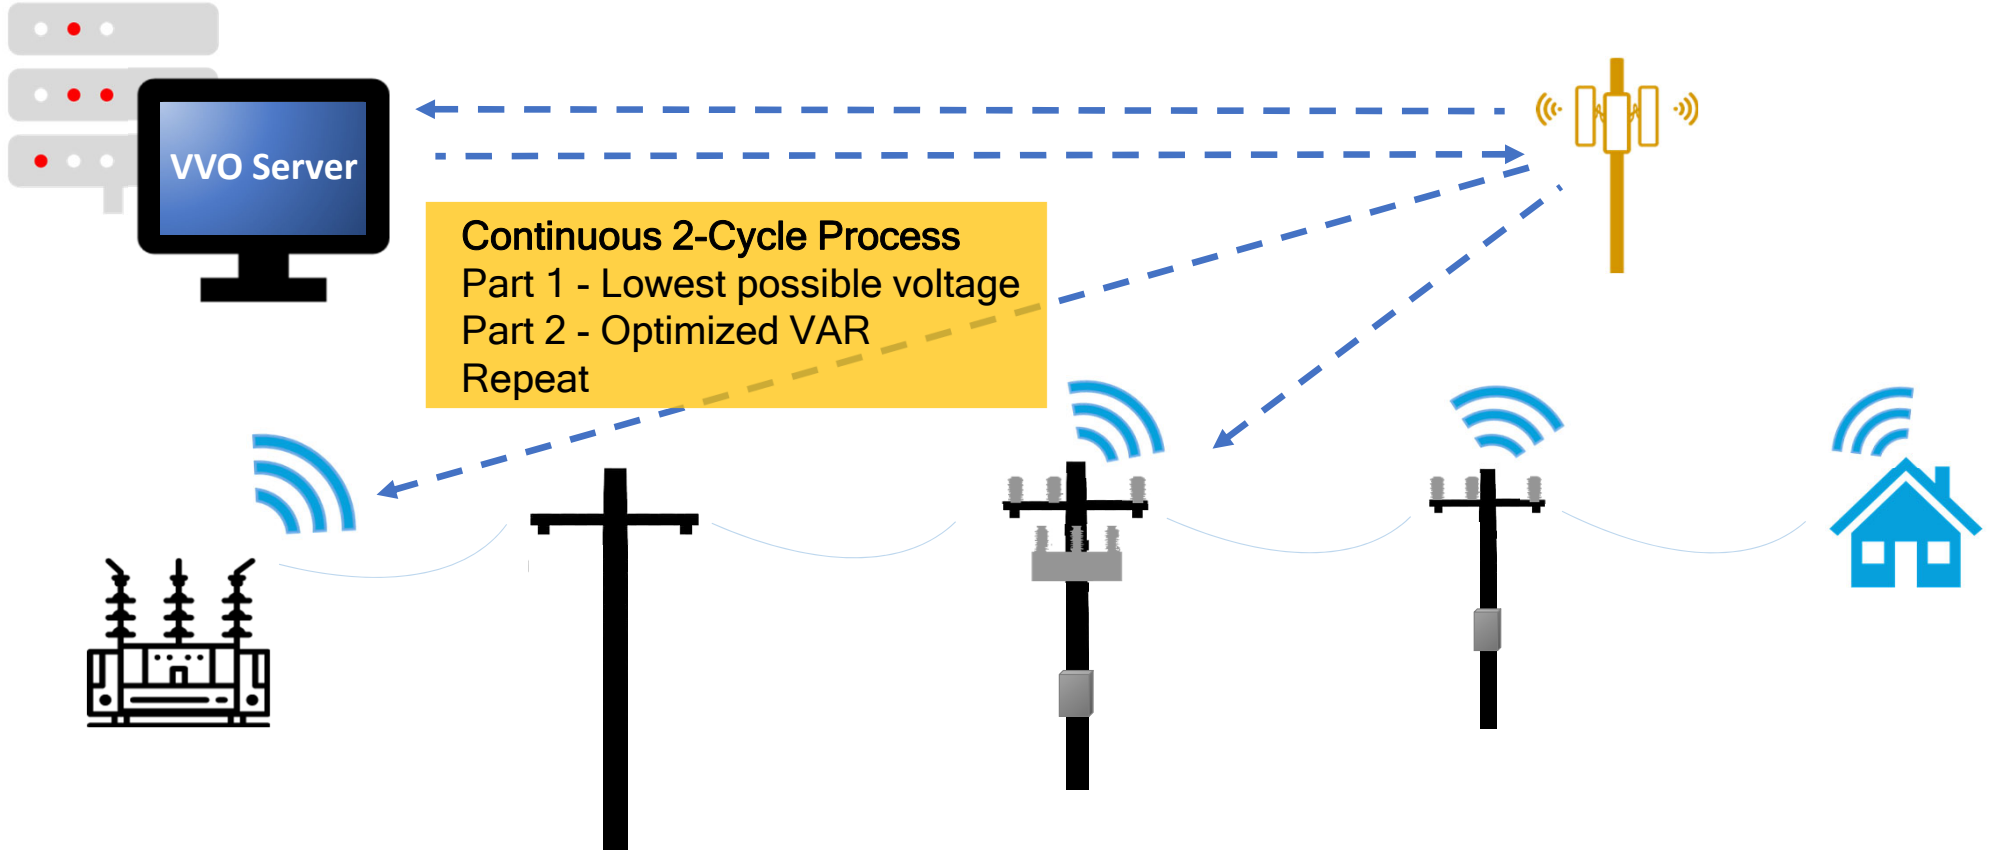 VVO Server
Continuous 2-Cycle Process
Part 1 - Lowest possible voltage
Part 2 - Optimized VAR
Repeat